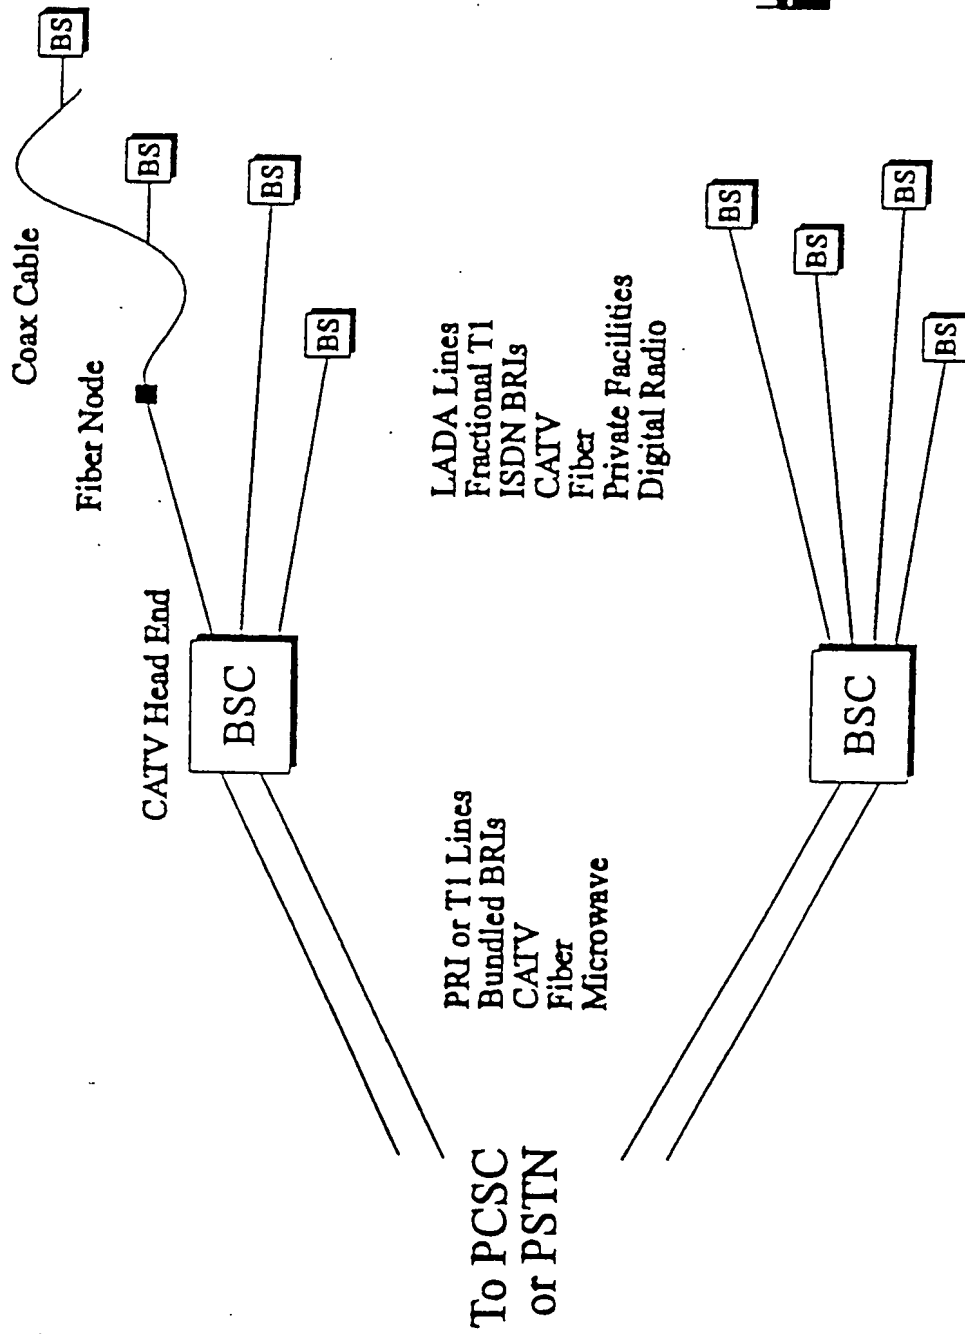 Coax Cable
BS
Fiber Node
BS
CATV Head End
BSC
BS
BS
PRI or T1 Lines
Bundled BRIs
CATV
Fiber
Microwave
LADA Lines
Fractional T1
ISDN BRIs
CATV
Fiber
Private Facilities
Digital Radio
To PCSC
or PSTN
BSC
BS
BS
BS
BS